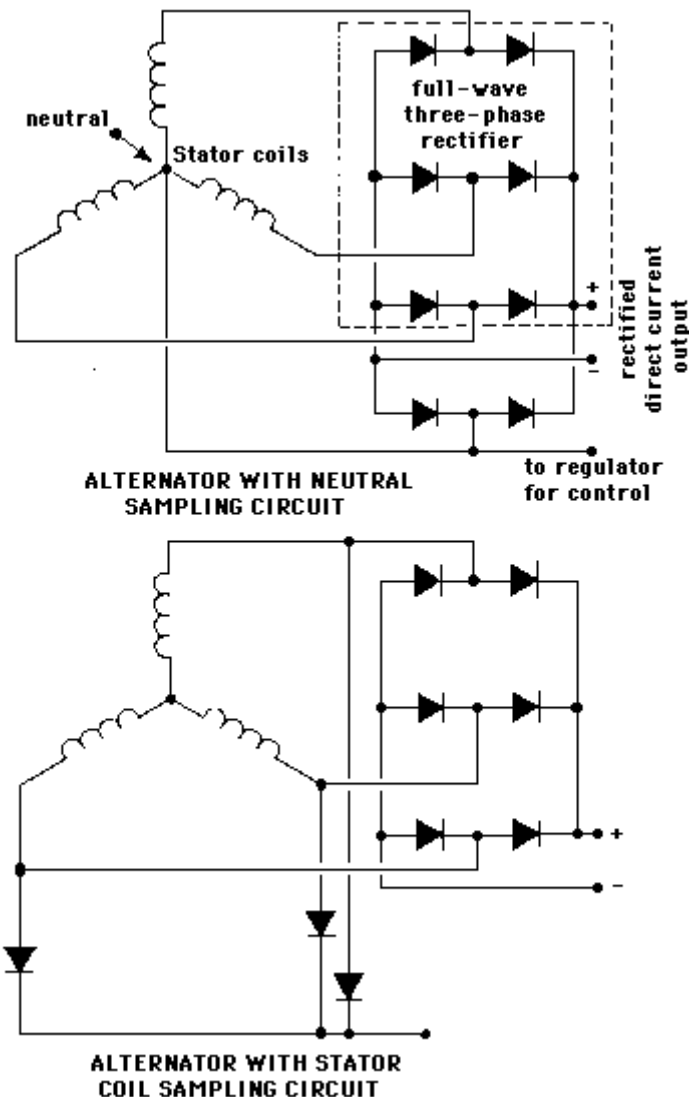 full-wave
three-phase
rectifier
neutral
Stator coils
+
-
rectified
direct current
output
to regulator
for control
ALTERNATOR WITH NEUTRAL
SAMPLING CIRCUIT
+
-
ALTERNATOR WITH STATOR
COIL SAMPLING CIRCUIT